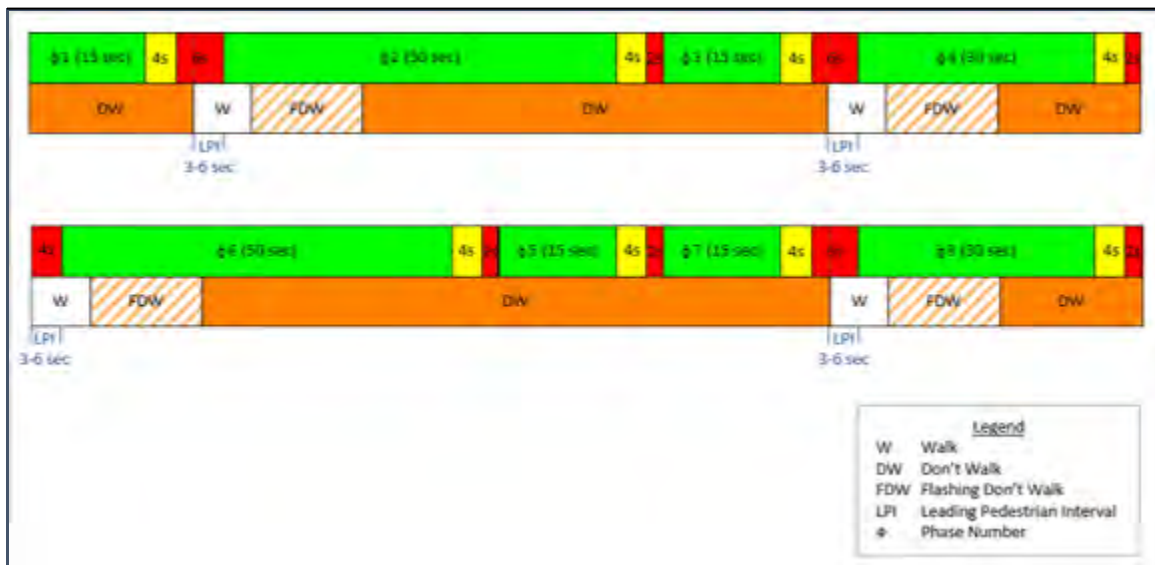 ϕ1 (15 sec) 4s 6s ϕ2 (50 sec) 4s 2s ϕ3 (15 sec) 4s 6s ϕ4 (30 sec) 4s 2s
DW W FDW DW W FDW DW
LPI LPI
3-6 sec 3-6 sec
4s ϕ6 (50 sec) 4s 2s ϕ5 (15 sec) 4s 2s ϕ7 (15 sec) 4s 6s ϕ8 (30 sec) 4s 2s
W FDW DW W FDW DW
LPI LPI
3-6 sec 3-6 sec
Legend
W Walk
DW Don't Walk
FDW Flashing Don't Walk
LPI Leading Pedestrian Interval
ϕ Phase Number